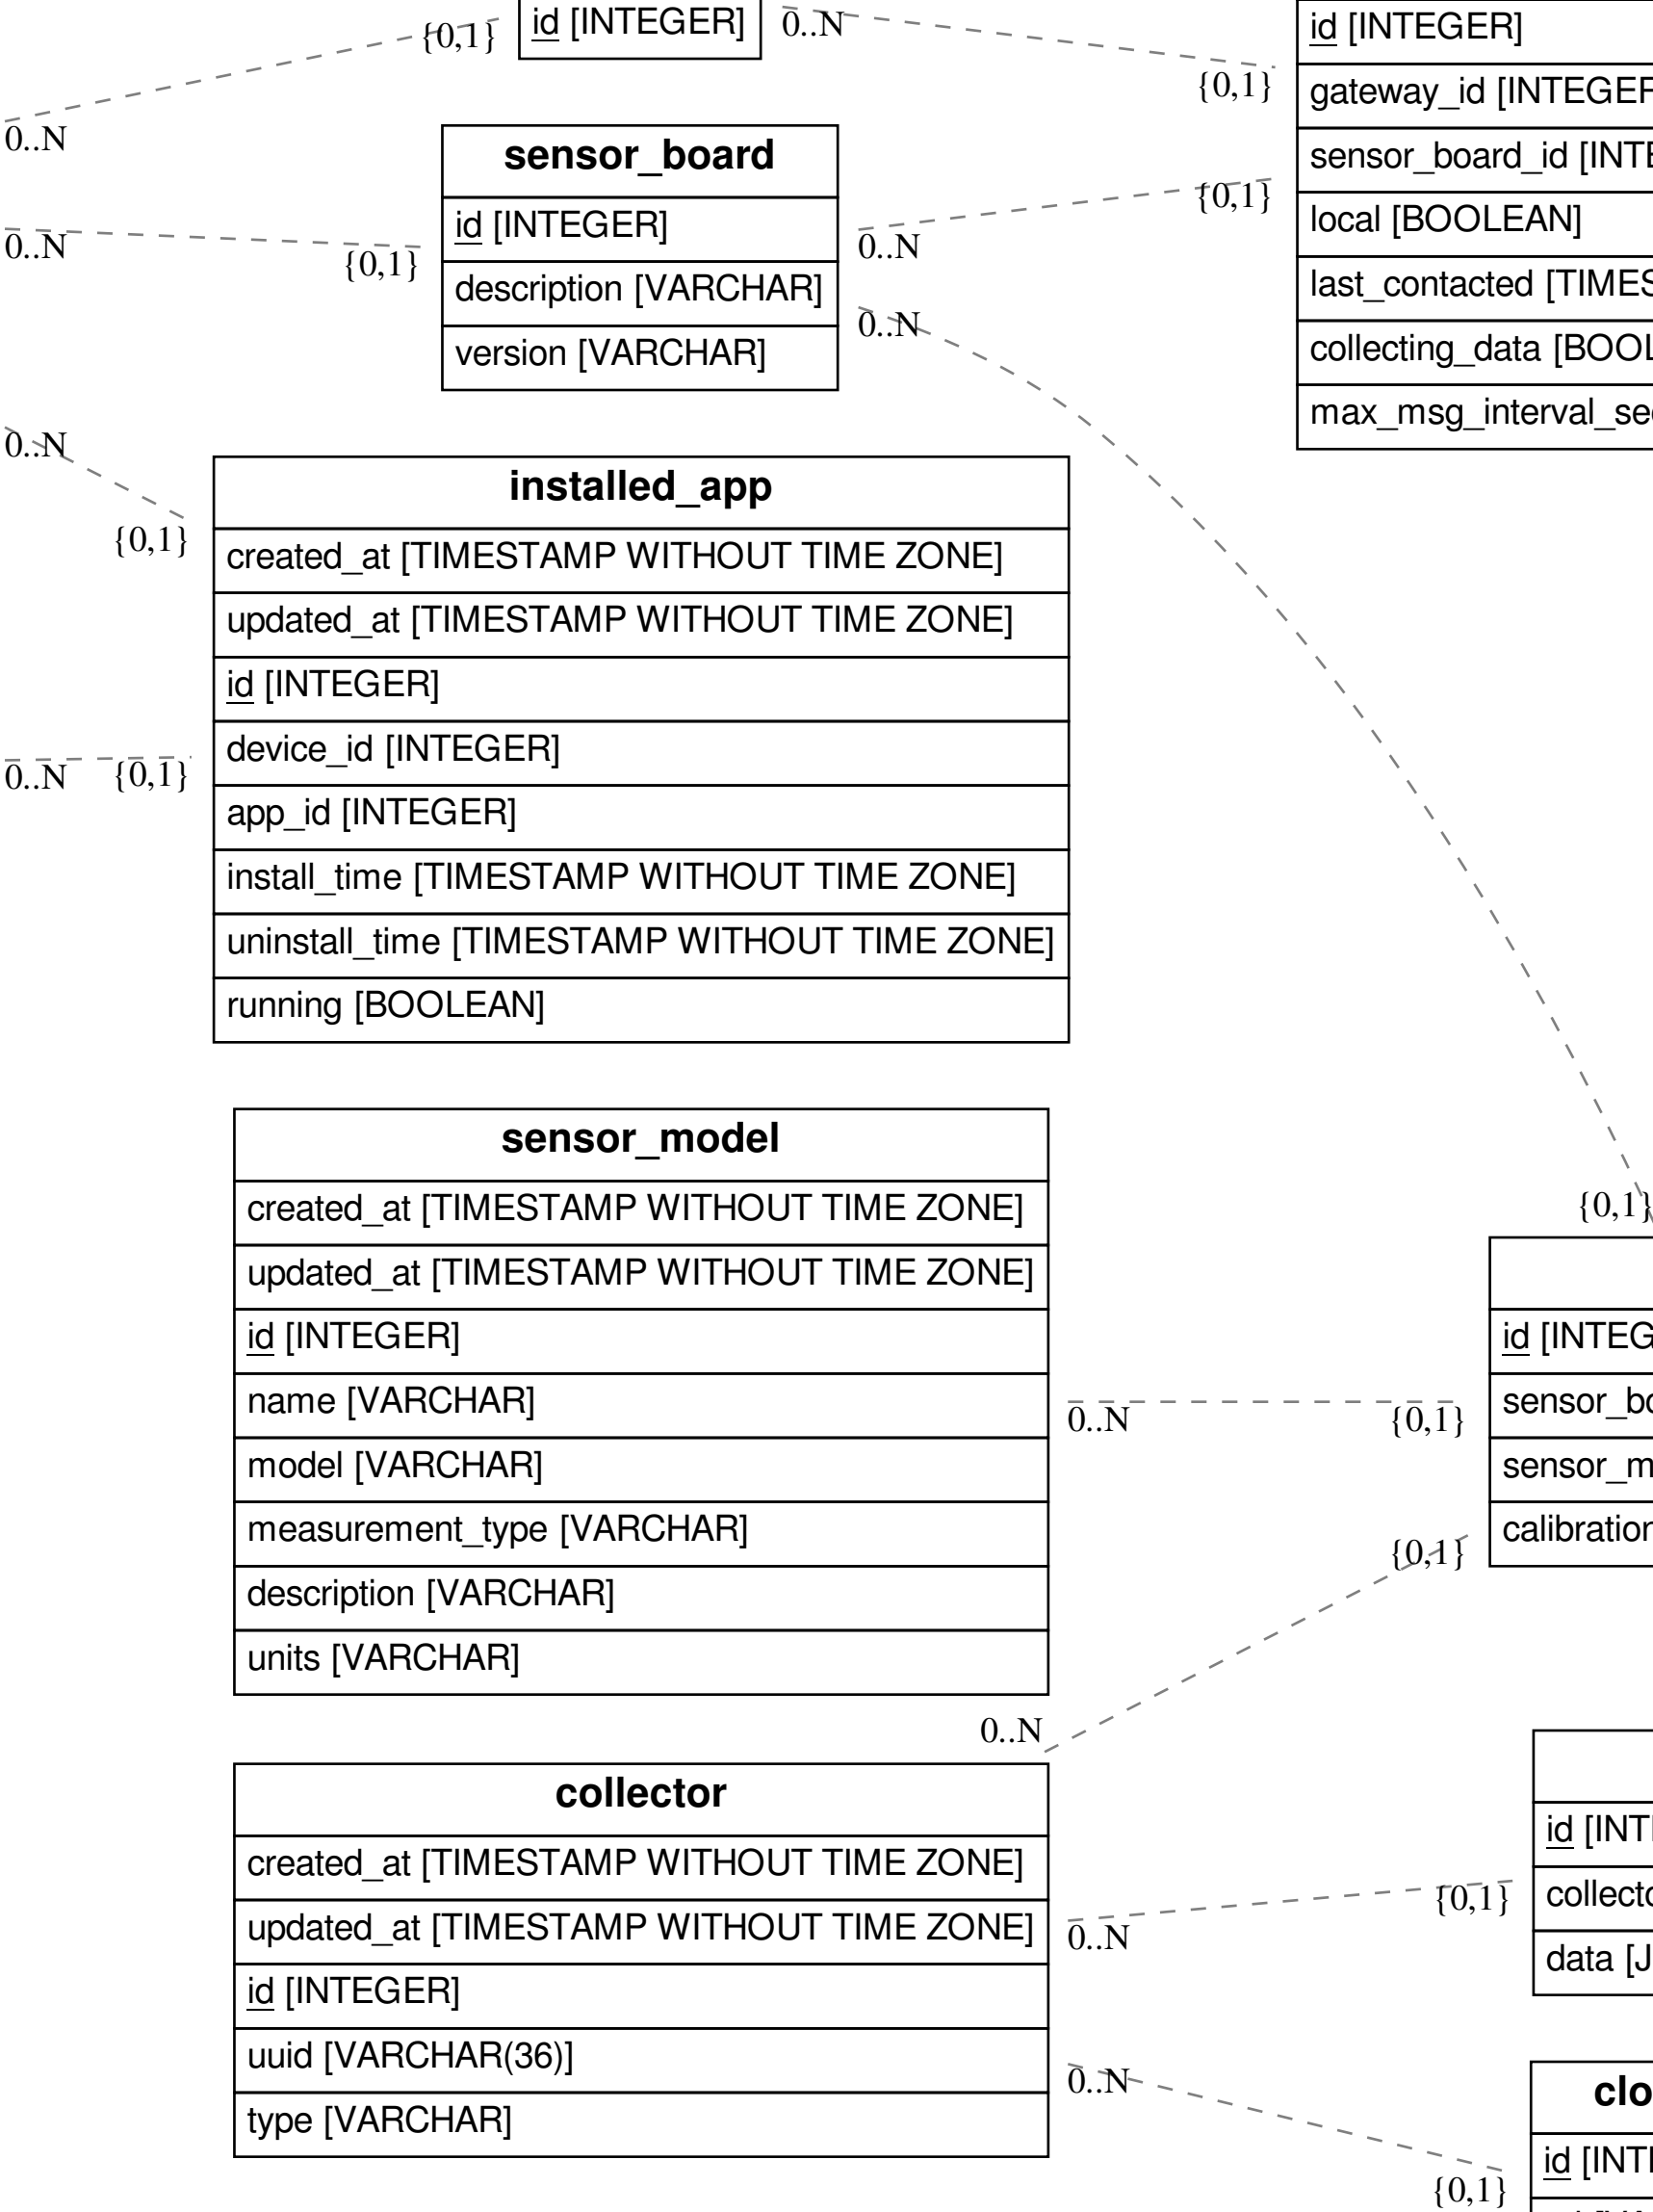 id [INTEGER]
{0,1}
0..N
0..N
{0,1}
sensor_board
id [INTEGER]
description [VARCHAR]
version [VARCHAR]
0..N
{0,1}
0..N
{0,1}
0..N
id [INTEGER]
gateway_id [INTEGER
sensor_board_id [INTE
local [BOOLEAN]
last_contacted [TIMES
collecting_data [BOOL
max_msg_interval_se
0..N
{0,1}
installed_app
created_at [TIMESTAMP WITHOUT TIME ZONE]
updated_at [TIMESTAMP WITHOUT TIME ZONE]
id [INTEGER]
device_id [INTEGER]
app_id [INTEGER]
install_time [TIMESTAMP WITHOUT TIME ZONE]
uninstall_time [TIMESTAMP WITHOUT TIME ZONE]
running [BOOLEAN]
0..N
{0,1}
sensor_model
created_at [TIMESTAMP WITHOUT TIME ZONE]
updated_at [TIMESTAMP WITHOUT TIME ZONE]
id [INTEGER]
name [VARCHAR]
model [VARCHAR]
measurement_type [VARCHAR]
description [VARCHAR]
units [VARCHAR]
{0,1}
0..N
{0,1}
id [INTEG
sensor_bo
sensor_m
calibration
{0,1}
0..N
collector
created_at [TIMESTAMP WITHOUT TIME ZONE]
updated_at [TIMESTAMP WITHOUT TIME ZONE]
id [INTEGER]
uuid [VARCHAR(36)]
type [VARCHAR]
0..N
{0,1}
id [INTE
collecto
data [J
0..N
{0,1}
clo
id [INTE